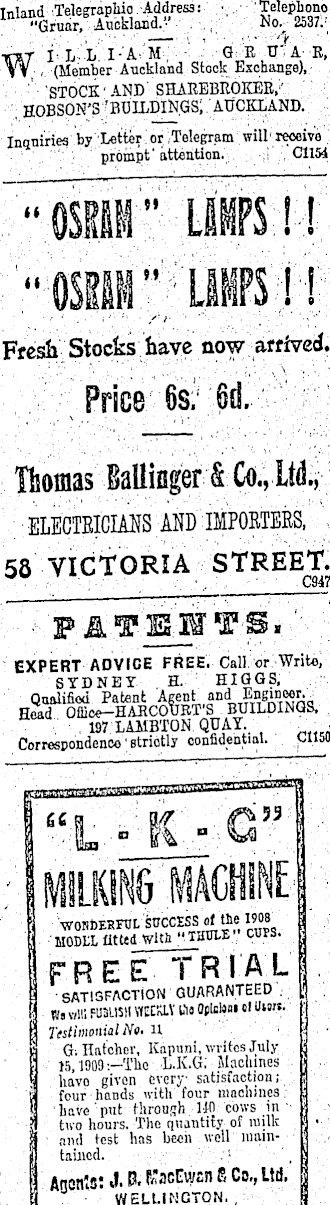 Inland Telegraphic Address: Telephone
"Gruar, Auckland." No. 2537.
WILLIAM GRUAR,
(Member Auckland Stock Exchange),
STOCK AND SHAREBROKER,
HOBSON'S BUILDINGS, AUCKLAND.
Inquiries by Letter or Telegram will receive
prompt attention. C1154
"OSRAM" LAMPS!!
"OSRAM" LAMPS!!
Fresh Stocks have now arrived.
Price 6s. 6d.
Thomas Ballinger & Co., Ltd.,
ELECTRICIANS AND IMPORTERS,
58 VICTORIA STREET.
C947
PATENTS.
EXPERT ADVICE FREE. Call or Write,
SYDNEY H. HIGGS,
Qualified Patent Agent and Engineer.
Head Office—HARCOURT'S BUILDINGS,
197 LAMBTON QUAY.
Correspondence strictly confidential. C1150
"L-K-G"
MILKING MACHINE
WONDERFUL SUCCESS of the 1908
MODEL fitted with "THULE" CUPS.
FREE TRIAL
SATISFACTION GUARANTEED
We will PUBLISH WEEKLY the Opinions of Users.
Testimonial No. 11
G. Hatcher, Kapuni, writes July
15, 1909:—The L.K.G. Machines
have given every satisfaction;
four hands with four machines
have put through 140 cows in
two hours. The quantity of milk
and test has been well main-
tained.
Agents: J. B. MacEwan & Co., Ltd.
WELLINGTON.